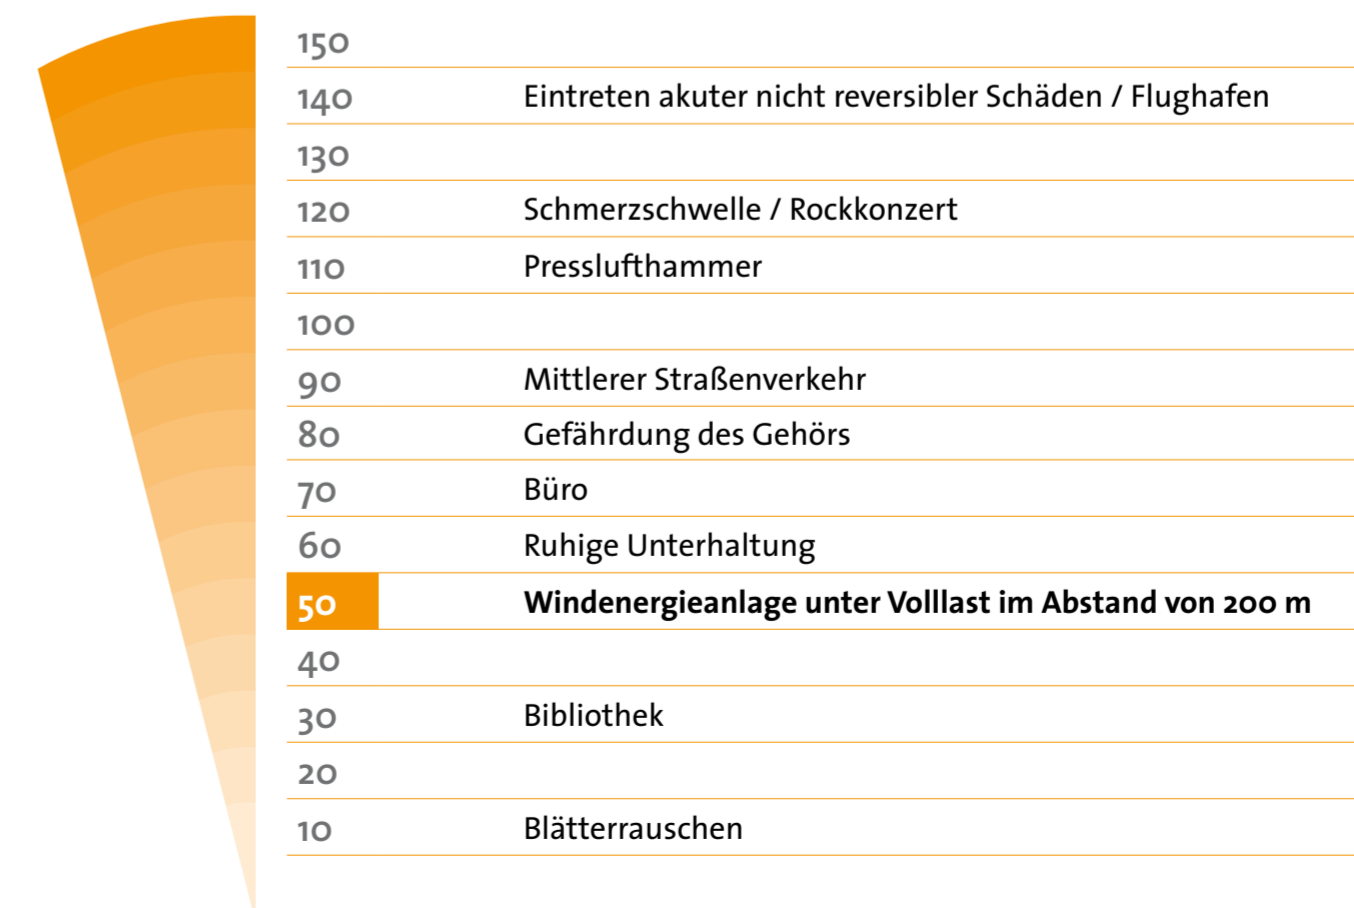 150
140 Eintreten akuter nicht reversibler Schäden / Flughafen
130
120 Schmerzschwelle / Rockkonzert
110 Presslufthammer
100
90 Mittlerer Straßenverkehr
80 Gefährdung des Gehörs
70 Büro
60 Ruhige Unterhaltung
50 Windenergieanlage unter Volllast im Abstand von 200 m
40
30 Bibliothek
20
10 Blätterrauschen